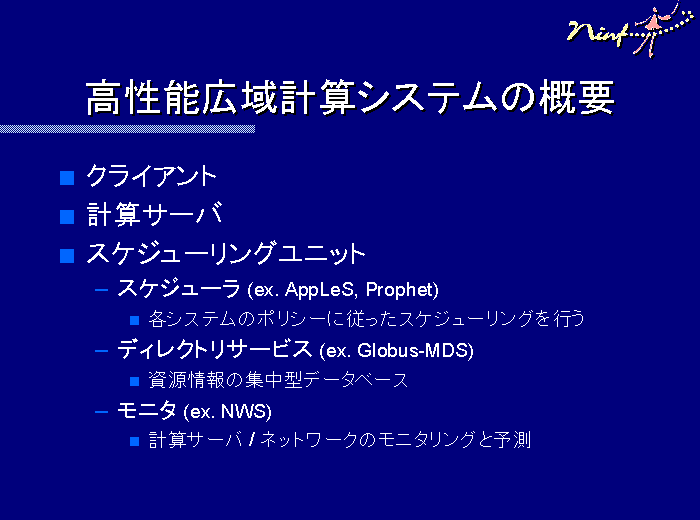 Ninf
高性能広域計算システムの概要
■ クライアント
■ 計算サーバ
■ スケジューリングユニット
– スケジューラ (ex. AppLeS, Prophet)
■ 各システムのポリシーに従ったスケジューリングを行う
– ディレクトリサービス (ex. Globus-MDS)
■ 資源情報の集中型データベース
– モニタ (ex. NWS)
■ 計算サーバ / ネットワークのモニタリングと予測